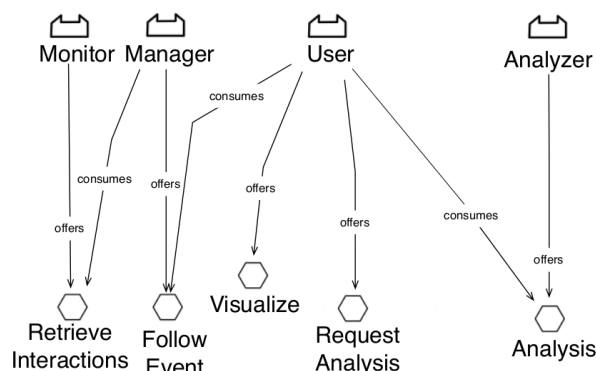 Monitor
Manager
User
Analyzer
consumes
consumes
offers
offers
offers
consumes
offers
offers
Visualize
Retrieve
Interactions
Follow
Event
Request
Analysis
Analysis